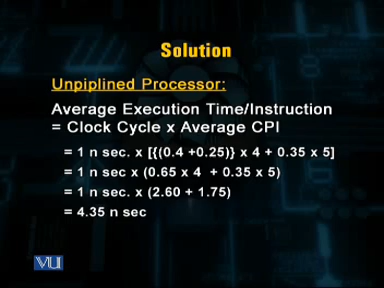 Solution
Unpiplined Processor:
Average Execution Time/Instruction
= Clock Cycle x Average CPI
= 1 n sec. x [{(0.4 +0.25)} x 4 + 0.35 x 5]
= 1 n sec x (0.65 x 4 + 0.35 x 5)
= 1 n sec. x (2.60 + 1.75)
= 4.35 n sec
VU